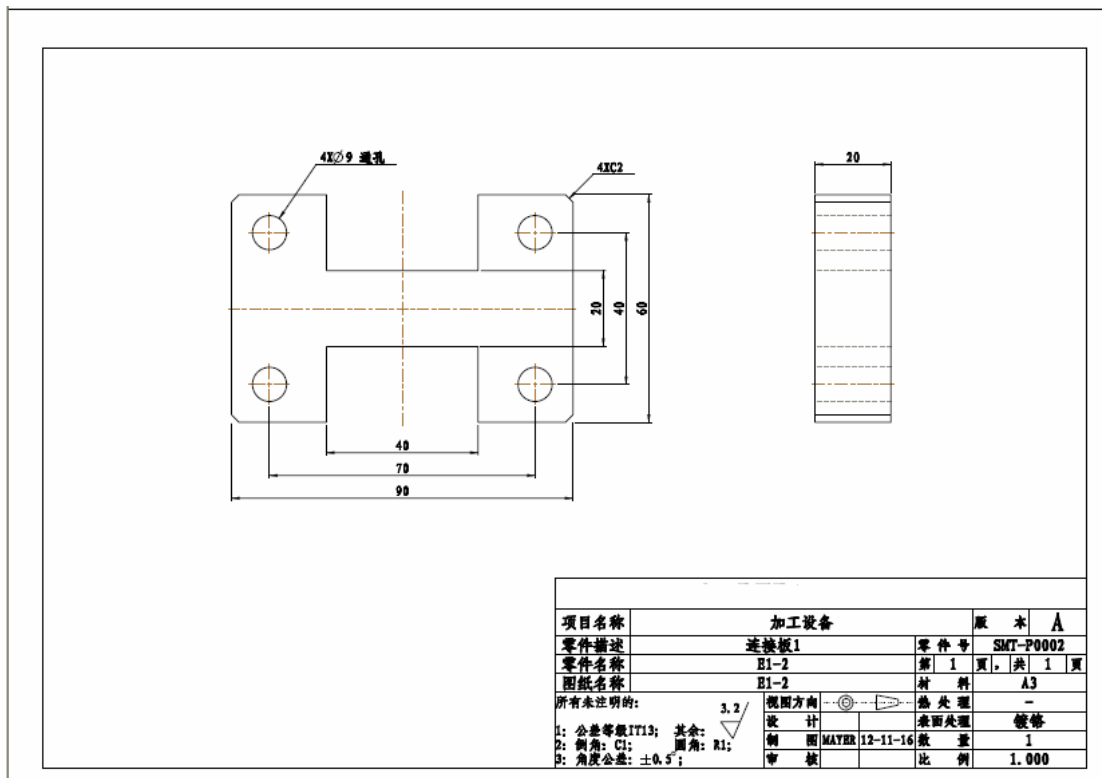 4X∅9 通孔
4XC2
20
20
40
60
40
70
90
项目名称 加工设备 版 本 A
零件描述 连接板1 零 件 号 SMT-P0002
零件名称 E1-2 第 1 页, 共 1 页
图纸名称 E1-2 材 料 A3
所有未注明的: 视图方向 热 处 理 -
3.2
设 计 表面处理 镀铬
1: 公差等级IT13; 其余:
制 图 MAYER 12-11-16 数 量 1
2: 倒角: C1; 圆角: R1;
3: 角度公差: ±0.5°;
审 核 比 例 1.000